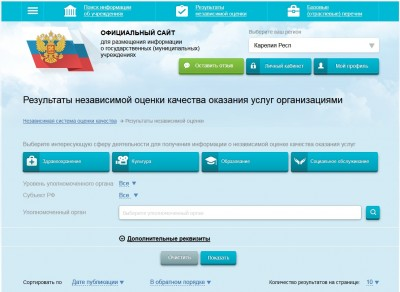 Поиск информации
об учреждении
Результаты
независимой оценки
Базовые
(отраслевые) перечни
ОФИЦИАЛЬНЫЙ САЙТ
для размещения информации
о государственных (муниципальных)
учреждениях
Выберите регион
Карелия Респ
Оставить отзыв
Личный кабинет
Мой профиль
Результаты независимой оценки качества оказания услуг организациями
Независимая система оценки качества
Результаты независимой оценки
Выберите интересующую сферу деятельности для получения информации о независимой оценке качества оказания услуг
Здравоохранение
Культура
Образование
Социальное обслуживание
Уровень уполномоченного органа Все
Субъект РФ Все
Уполномоченный орган Выберите уполномоченный орган
Дополнительные реквизиты
Очистить Показать
Сортировать по Дате публикации В обратном порядке Количество результатов на странице: 10